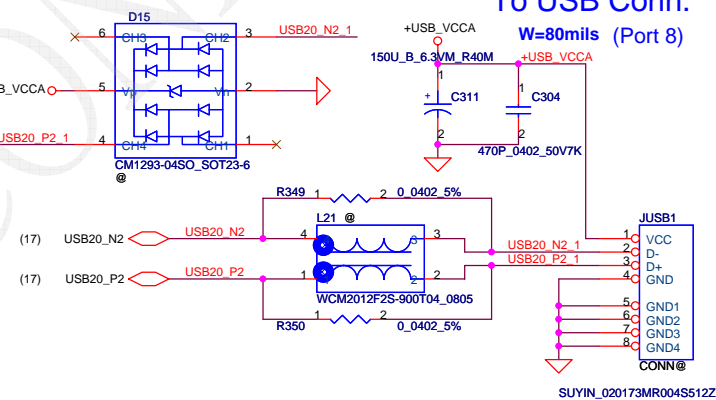 To USB Conn.
W=80mils (Port 8)
D15
6 CH3 CH2 3 USB20_N2_1
B_VCCA 5 Vp Vn 2
USB20_P2_1 4 CH4 CH1 1
CM1293-04SO_SOT23-6
@
+USB_VCCA
150U_B_6.3VM_R40M +USB_VCCA
1 1
+ C311 C304
2 2
470P_0402_50V7K
R349 1 2 0_0402_5%
L21 @
(17) USB20_N2 USB20_N2 4 3 3 USB20_N2_1
(17) USB20_P2 USB20_P2 1 2 2 USB20_P2_1
WCM2012F2S-900T04_0805
R350 1 2 0_0402_5%
JUSB1
1 VCC
2 D-
3 D+
4 GND
5 GND1
6 GND2
7 GND3
8 GND4
CONN@
SUYIN_020173MR004S512Z